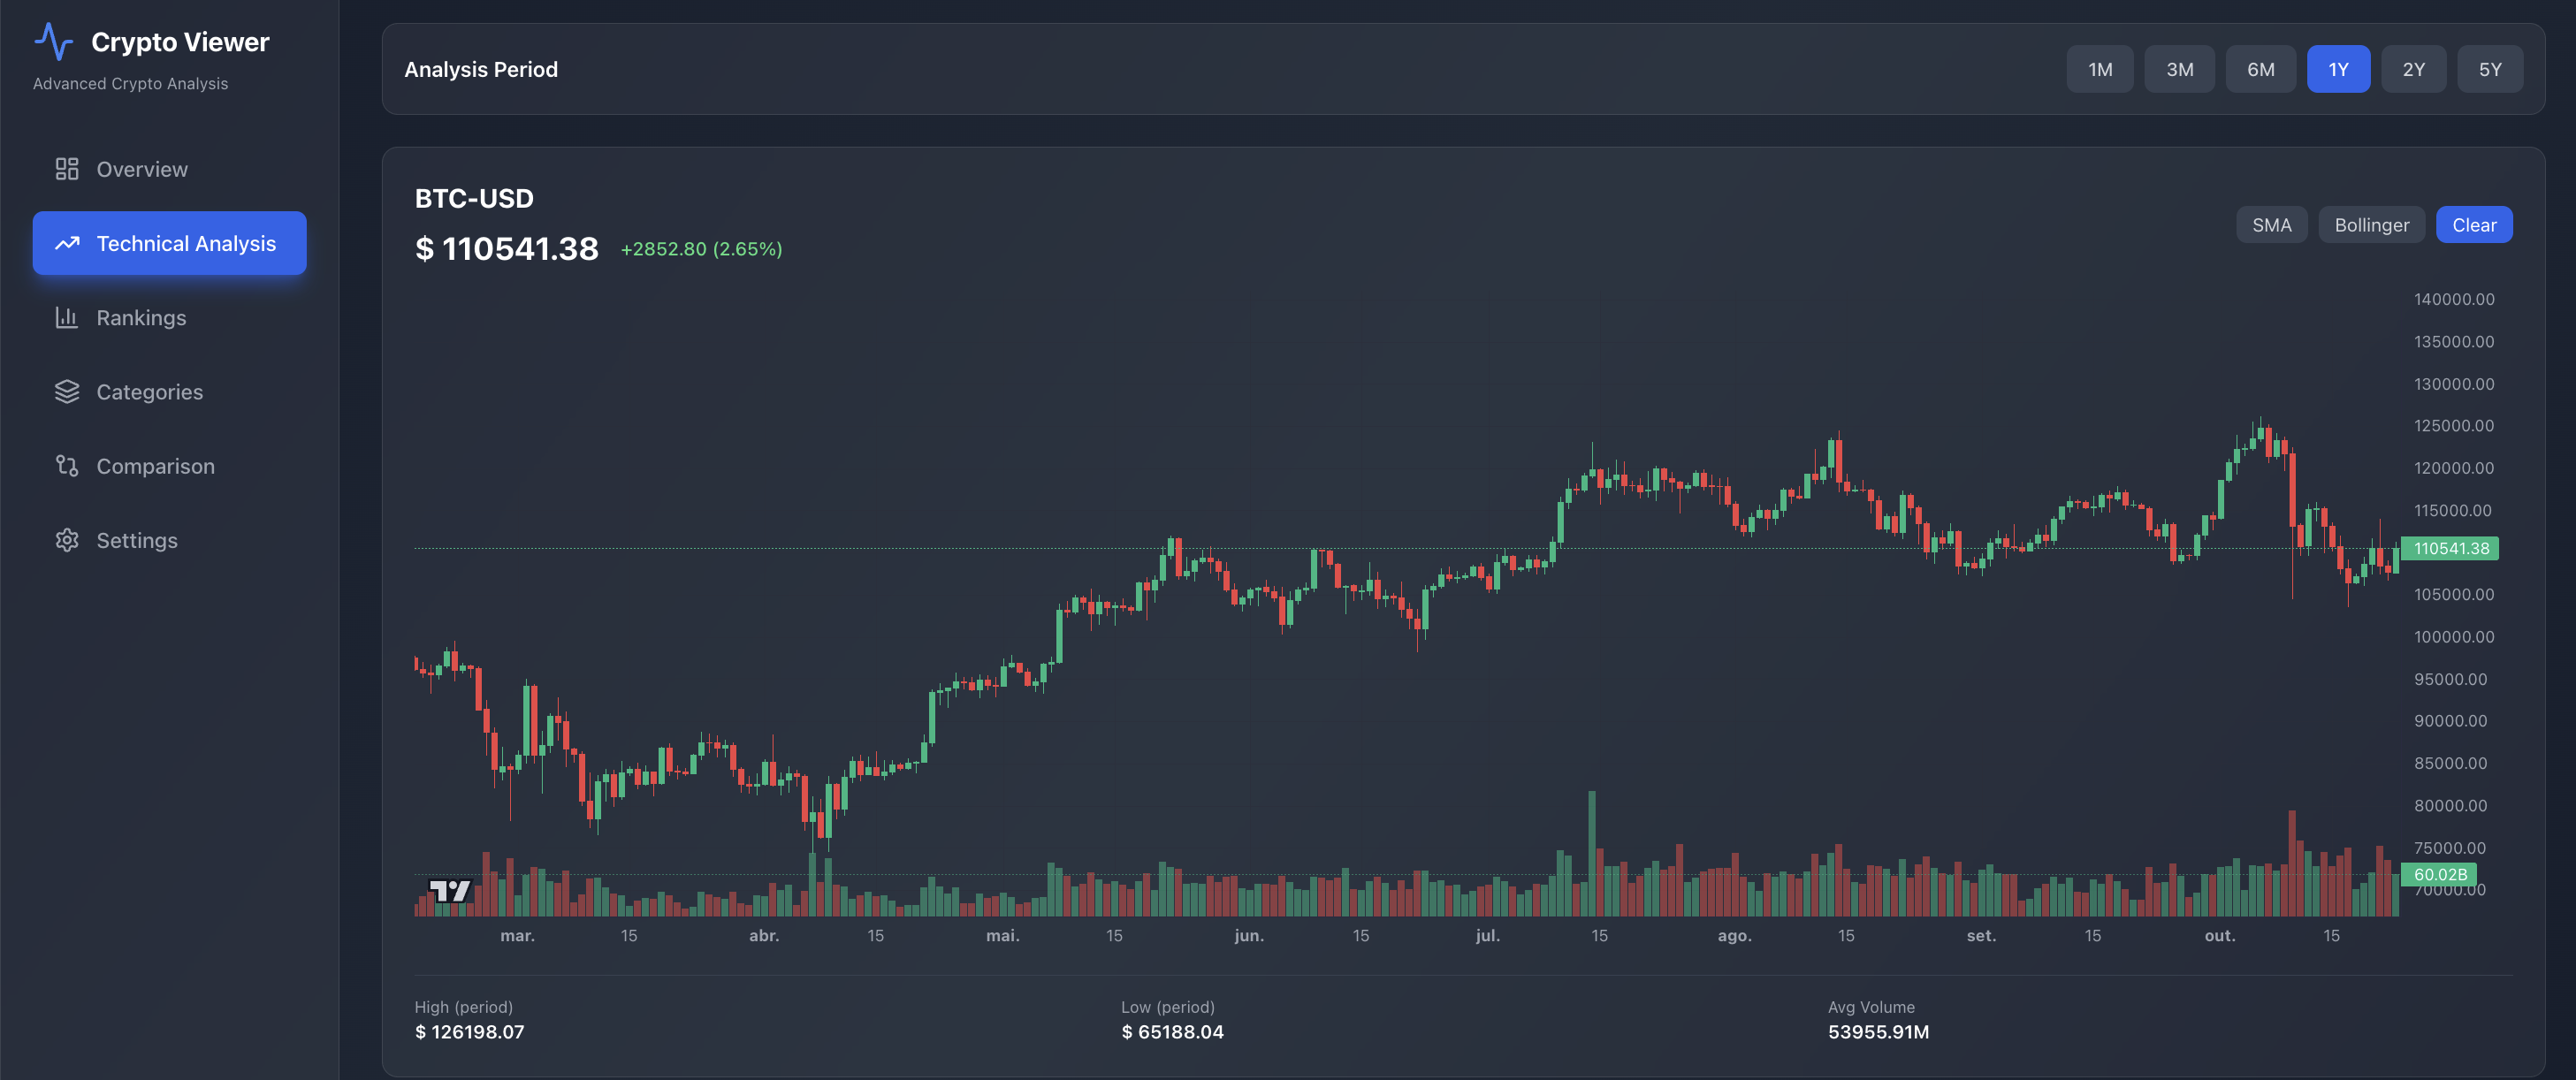 Crypto Viewer
Advanced Crypto Analysis
Overview
Technical Analysis
Rankings
Categories
Comparison
Settings
Analysis Period
1M 3M 6M 1Y 2Y 5Y
BTC-USD
$ 110541.38 +2852.80 (2.65%)
SMA Bollinger Clear
140000.00
135000.00
130000.00
125000.00
120000.00
115000.00
110541.38
105000.00
100000.00
95000.00
90000.00
85000.00
80000.00
75000.00
60.02B
70000.00
mar. 15 abr. 15 mai. 15 jun. 15 jul. 15 ago. 15 set. 15 out. 15
High (period)
$ 126198.07
Low (period)
$ 65188.04
Avg Volume
53955.91M